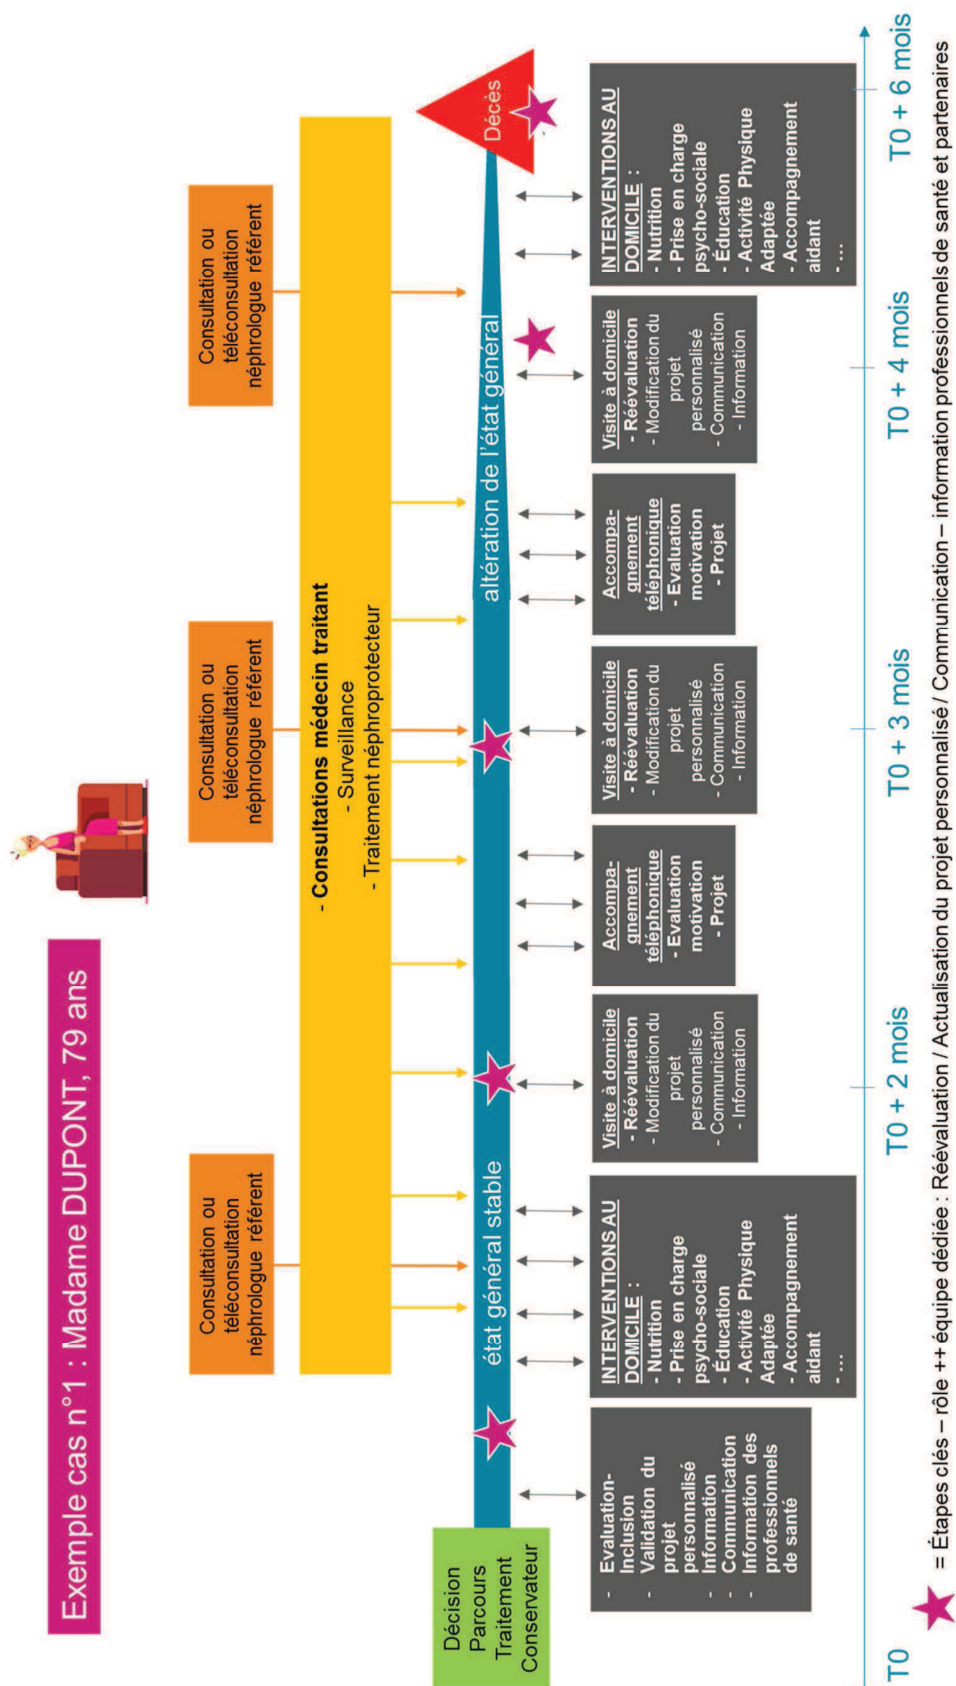 Exemple cas n°1 : Madame DUPONT, 79 ans
Consultation ou
téléconsultation
néphrologue référent
Consultation ou
téléconsultation
néphrologue référent
Consultation ou
téléconsultation
néphrologue référent
- Consultations médecin traitant
- Surveillance
- Traitement néphroprotecteur
Décision
Parcours
Traitement
Conservateur
état général stable
altération de l'état général
Décès
- Evaluation-
Inclusion
- Validation du
projet
personnalisé
- Information
- Communication
- Information des
professionnels
de santé
INTERVENTIONS AU
DOMICILE :
- Nutrition
- Prise en charge
psycho-sociale
- Éducation
- Activité Physique
Adaptée
- Accompagnement
aidant
- ...
Visite à domicile
- Réévaluation
- Modification du
projet
personnalisé
- Communication
- Information
Accompa-
gnement
téléphonique
- Evaluation
motivation
- Projet
Visite à domicile
- Réévaluation
- Modification du
projet
personnalisé
- Communication
- Information
Accompa-
gnement
téléphonique
- Evaluation
motivation
- Projet
Visite à domicile
- Réévaluation
- Modification du
projet
personnalisé
- Communication
- Information
INTERVENTIONS AU
DOMICILE :
- Nutrition
- Prise en charge
psycho-sociale
- Éducation
- Activité Physique
Adaptée
- Accompagnement
aidant
- ...
T0
T0 + 2 mois
T0 + 3 mois
T0 + 4 mois
T0 + 6 mois
= Étapes clés – rôle ++ équipe dédiée : Réévaluation / Actualisation du projet personnalisé / Communication – information professionnels de santé et partenaires